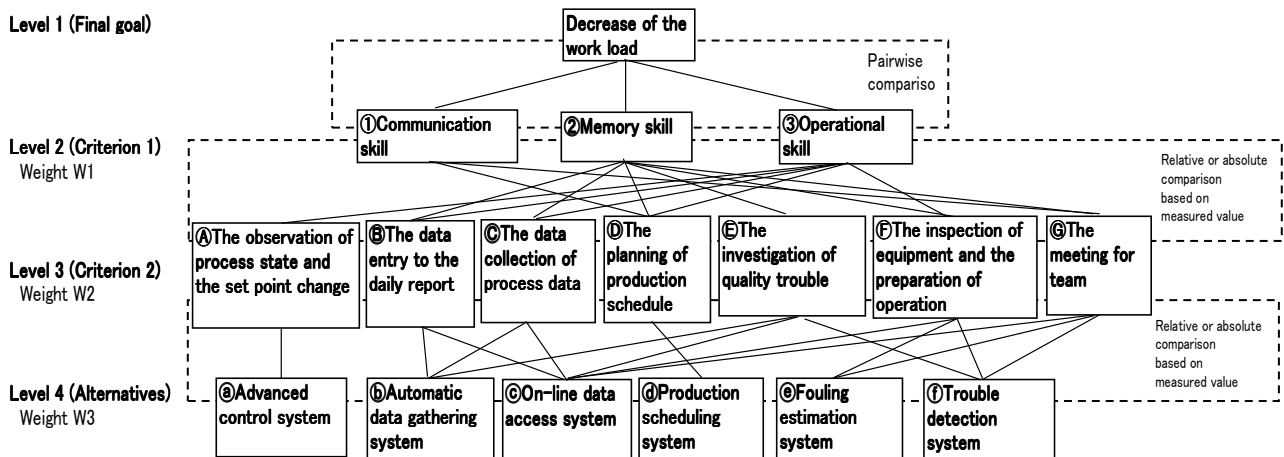 Level 1 (Final goal)
Decrease of the
work load
Pairwise
compariso
①Communication
skill
②Memory skill
③Operational
skill
Level 2 (Criterion 1)
Weight W1
Relative or absolute
comparison
based on
measured value
ⒶThe observation of
process state and
the set point change
ⒷThe data
entry to the
daily report
ⒸThe data
collection of
process data
ⒹThe
planning of
production
schedule
ⒺThe
investigation of
quality trouble
ⒻThe inspection of
equipment and the
preparation of
operation
ⒼThe
meeting for
team
Level 3 (Criterion 2)
Weight W2
Relative or absolute
comparison
based on
measured value
Level 4 (Alternatives)
Weight W3
ⓐAdvanced
control system
ⓑAutomatic
data gathering
system
ⓒOn-line data
access system
ⓓProduction
scheduling
system
ⓔFouling
estimation
system
ⓕTrouble
detection
system